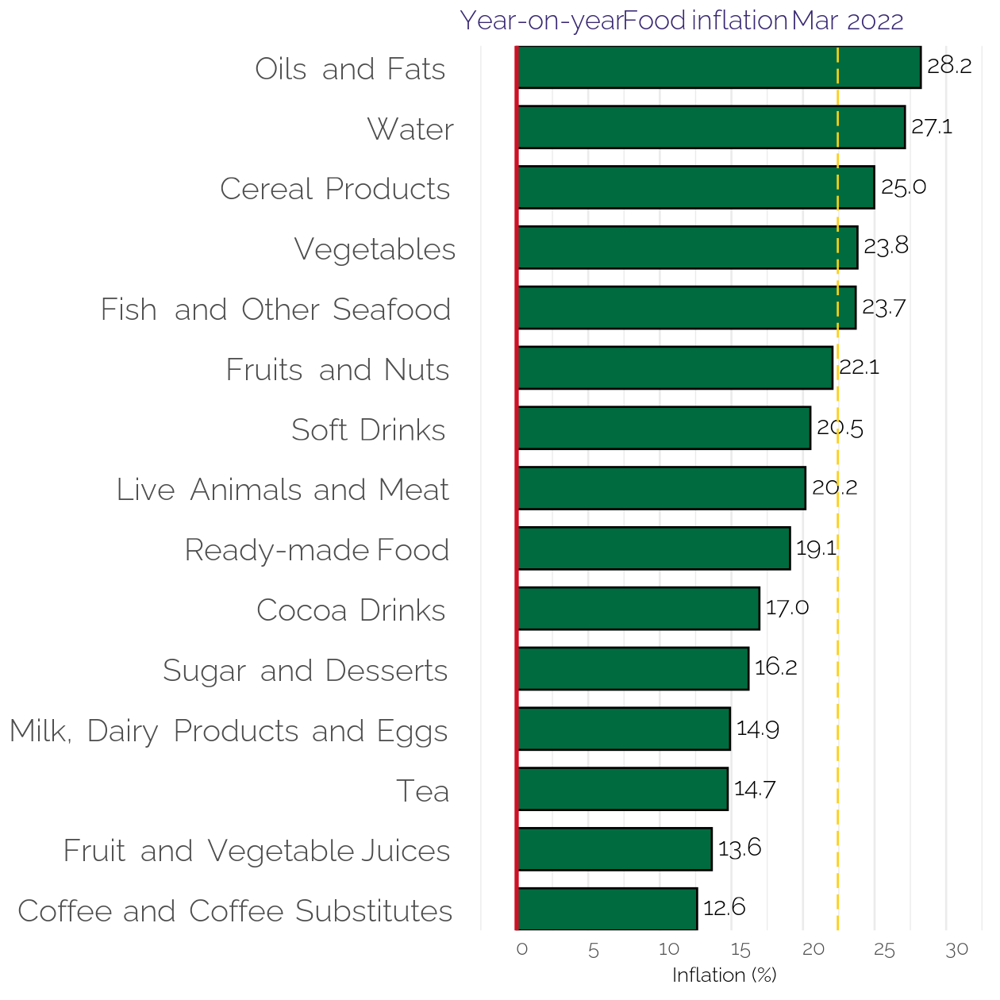 Year-on-yearFood inflation Mar 2022
Oils and Fats 28.2
Water 27.1
Cereal Products 25.0
Vegetables 23.8
Fish and Other Seafood 23.7
Fruits and Nuts 22.1
Soft Drinks 20.5
Live Animals and Meat 20.2
Ready-made Food 19.1
Cocoa Drinks 17.0
Sugar and Desserts 16.2
Milk, Dairy Products and Eggs 14.9
Tea 14.7
Fruit and Vegetable Juices 13.6
Coffee and Coffee Substitutes 12.6
0 5 10 15 20 25 30
Inflation (%)